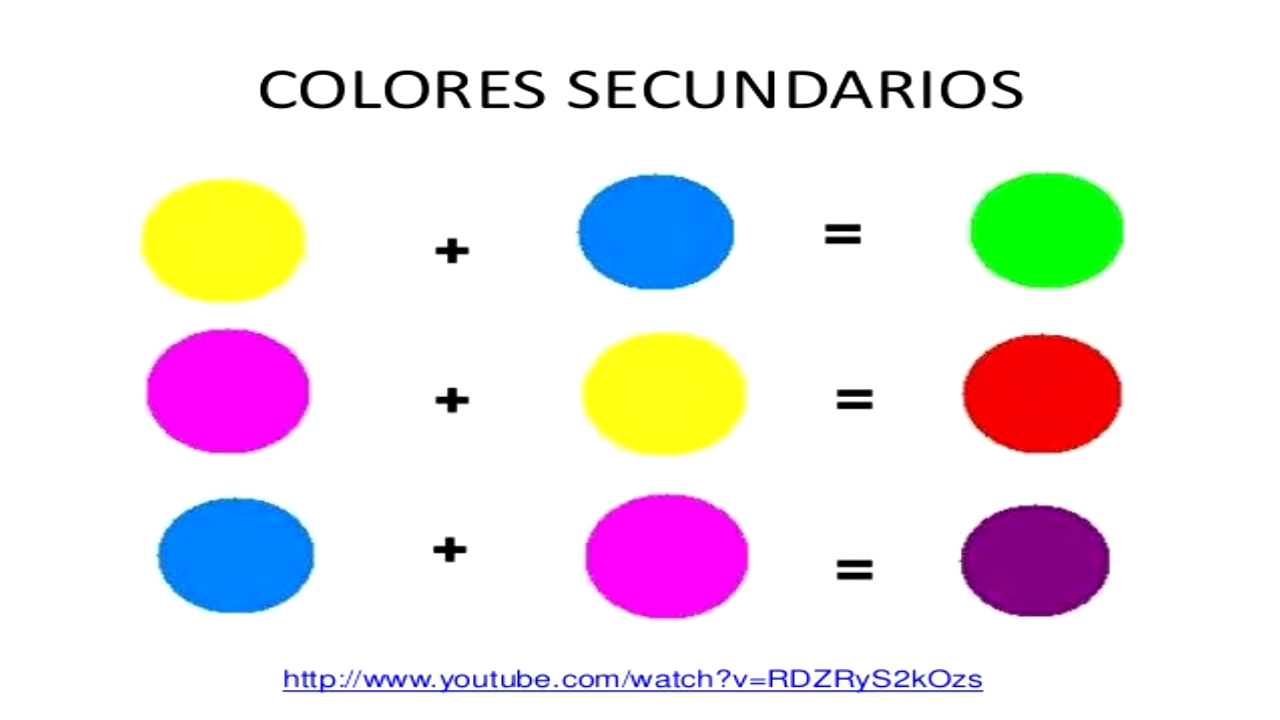 COLORES SECUNDARIOS
+ =
+ =
+ =
http://www.youtube.com/watch?v=RDZRyS2kOzs